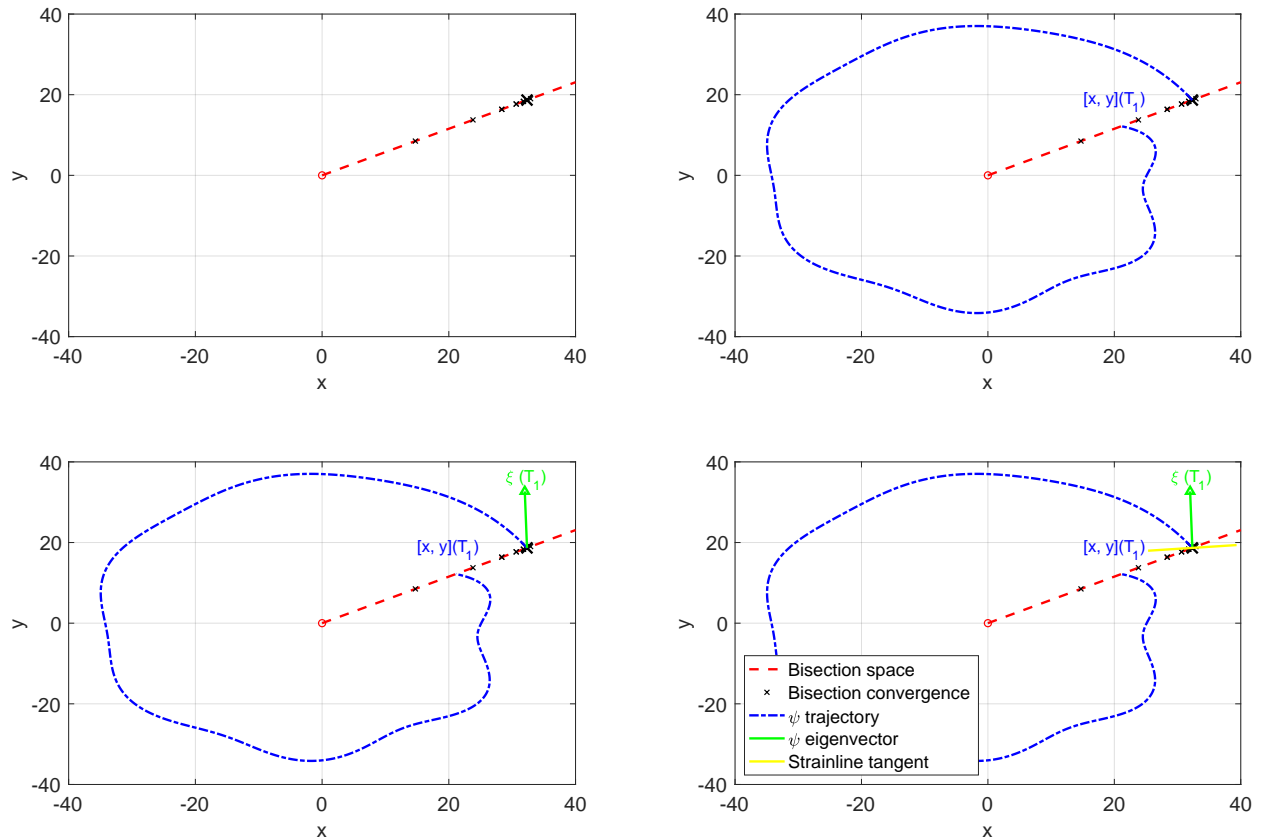 40
20
0
-20
-40
y
-40
-20
0
20
40
x
40
20
0
-20
-40
y
[x, y](T1)
-40
-20
0
20
40
x
40
20
0
-20
-40
y
ξ (T1)
[x, y](T1)
-40
-20
0
20
40
x
40
20
0
-20
-40
y
ξ (T1)
[x, y](T1)
Bisection space
Bisection convergence
ψ trajectory
ψ eigenvector
Strainline tangent
-40
-20
0
20
40
x